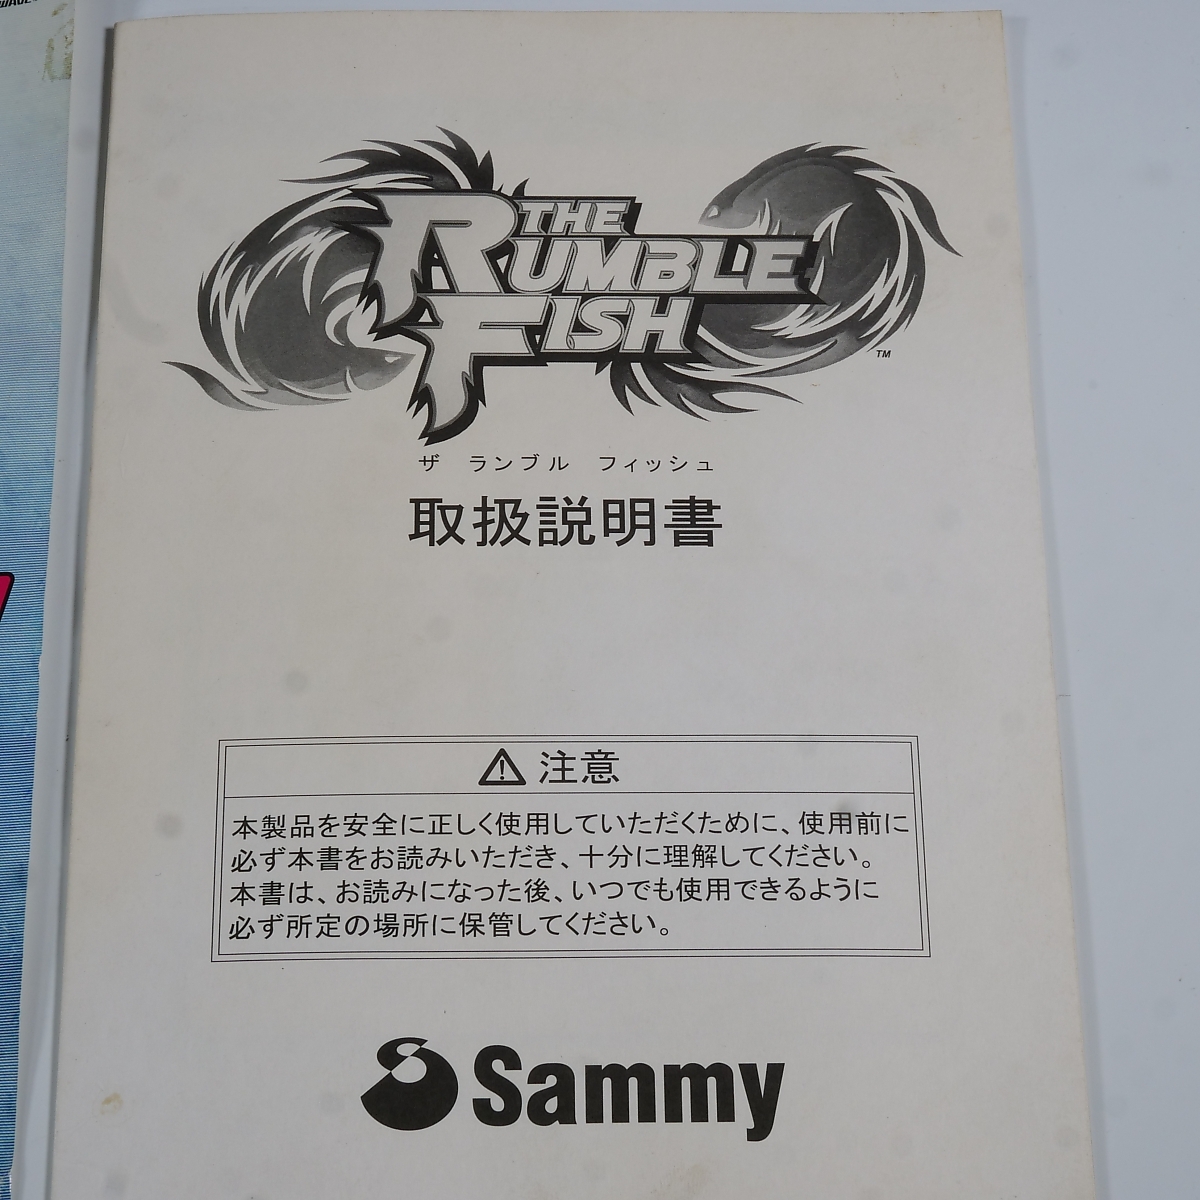 THE
RUMBLE
FISH
TM
ザ ランブル フィッシュ
取扱説明書
注意
本製品を安全に正しく使用していただくために、使用前に
必ず本書をお読みいただき、十分に理解してください。
本書は、お読みになった後、いつでも使用できるように
必ず所定の場所に保管してください。
Sammy